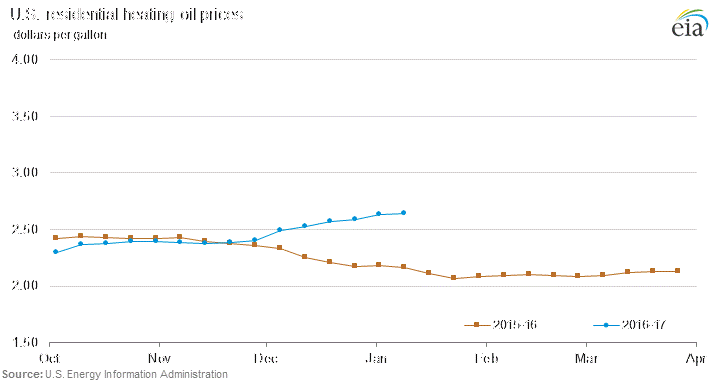 U.S. residential heating oil prices
dollars per gallon
eia
4.00
3.50
3.00
2.50
2.00
1.50
2015-16
2016-17
Oct Nov Dec Jan Feb Mar Apr
Source: U.S. Energy Information Administration